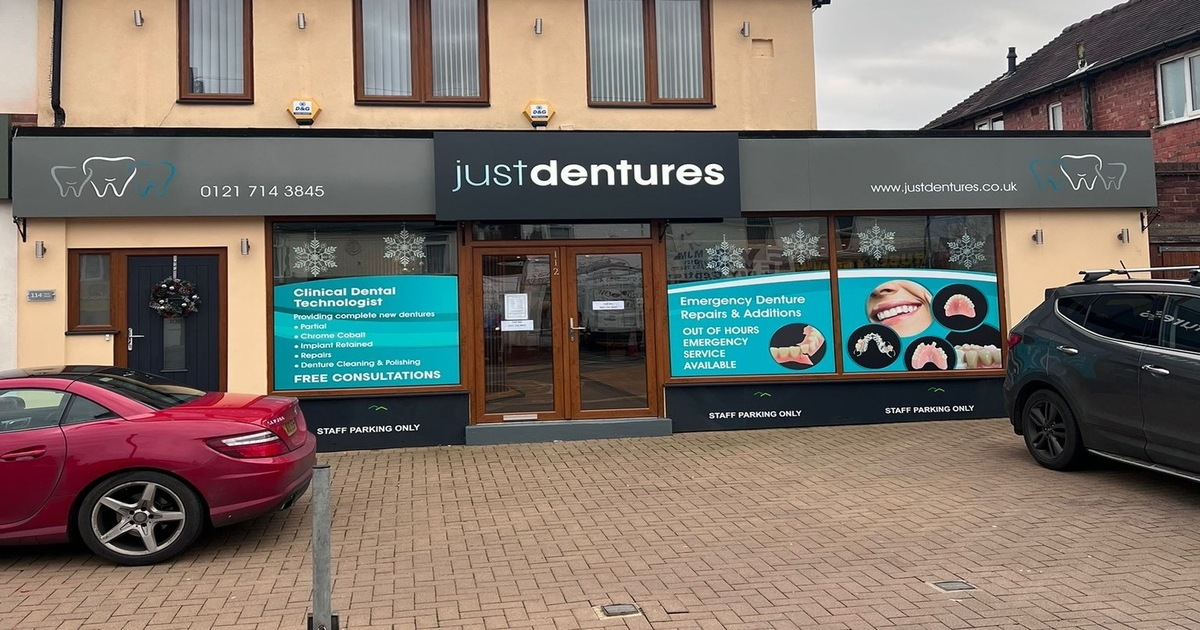 D&G
D&G
0121 714 3845
justdentures
www.justdentures.co.uk
Clinical Dental
Technologist
Providing complete new dentures
• Partial
• Chrome Cobalt
• Implant Retained
• Repairs
• Denture Cleaning & Polishing
FREE CONSULTATIONS
112
Emergency Denture
Repairs & Additions
OUT OF HOURS
EMERGENCY
SERVICE
AVAILABLE
114
STAFF PARKING ONLY
STAFF PARKING ONLY
STAFF PARKING ONLY